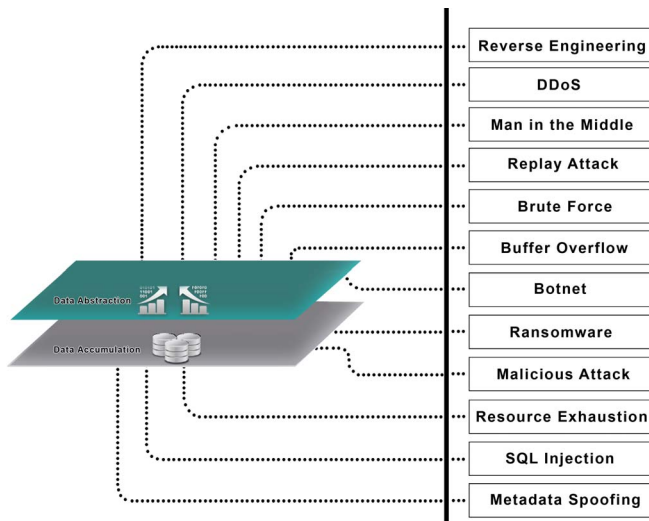 Reverse Engineering
DDoS
Man in the Middle
Replay Attack
Brute Force
Buffer Overflow
Botnet
Ransomware
Malicious Attack
Resource Exhaustion
SQL Injection
Metadata Spoofing
Data Abstraction
Data Accumulation